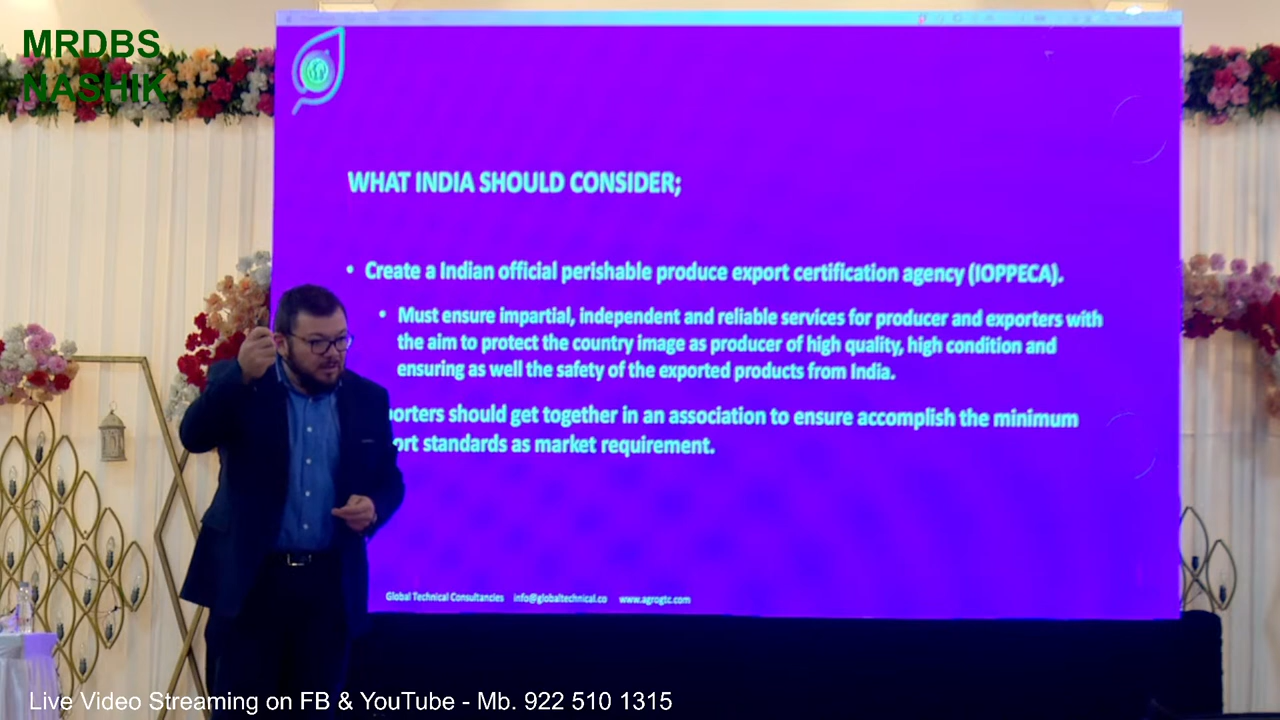 MRDBS
NASHIK
WHAT INDIA SHOULD CONSIDER;
• Create a Indian official perishable produce export certification agency (IOPPECA).
• Must ensure impartial, independent and reliable services for producer and exporters with
the aim to protect the country image as producer of high quality, high condition and
ensuring as well the safety of the exported products from India.
should get together in an association to ensure accomplish the minimum
standards as market requirement.
Global Technical Consultancies info@globaltechnical.co www.agrogtc.com
Live Video Streaming on FB & YouTube - Mb. 922 510 1315